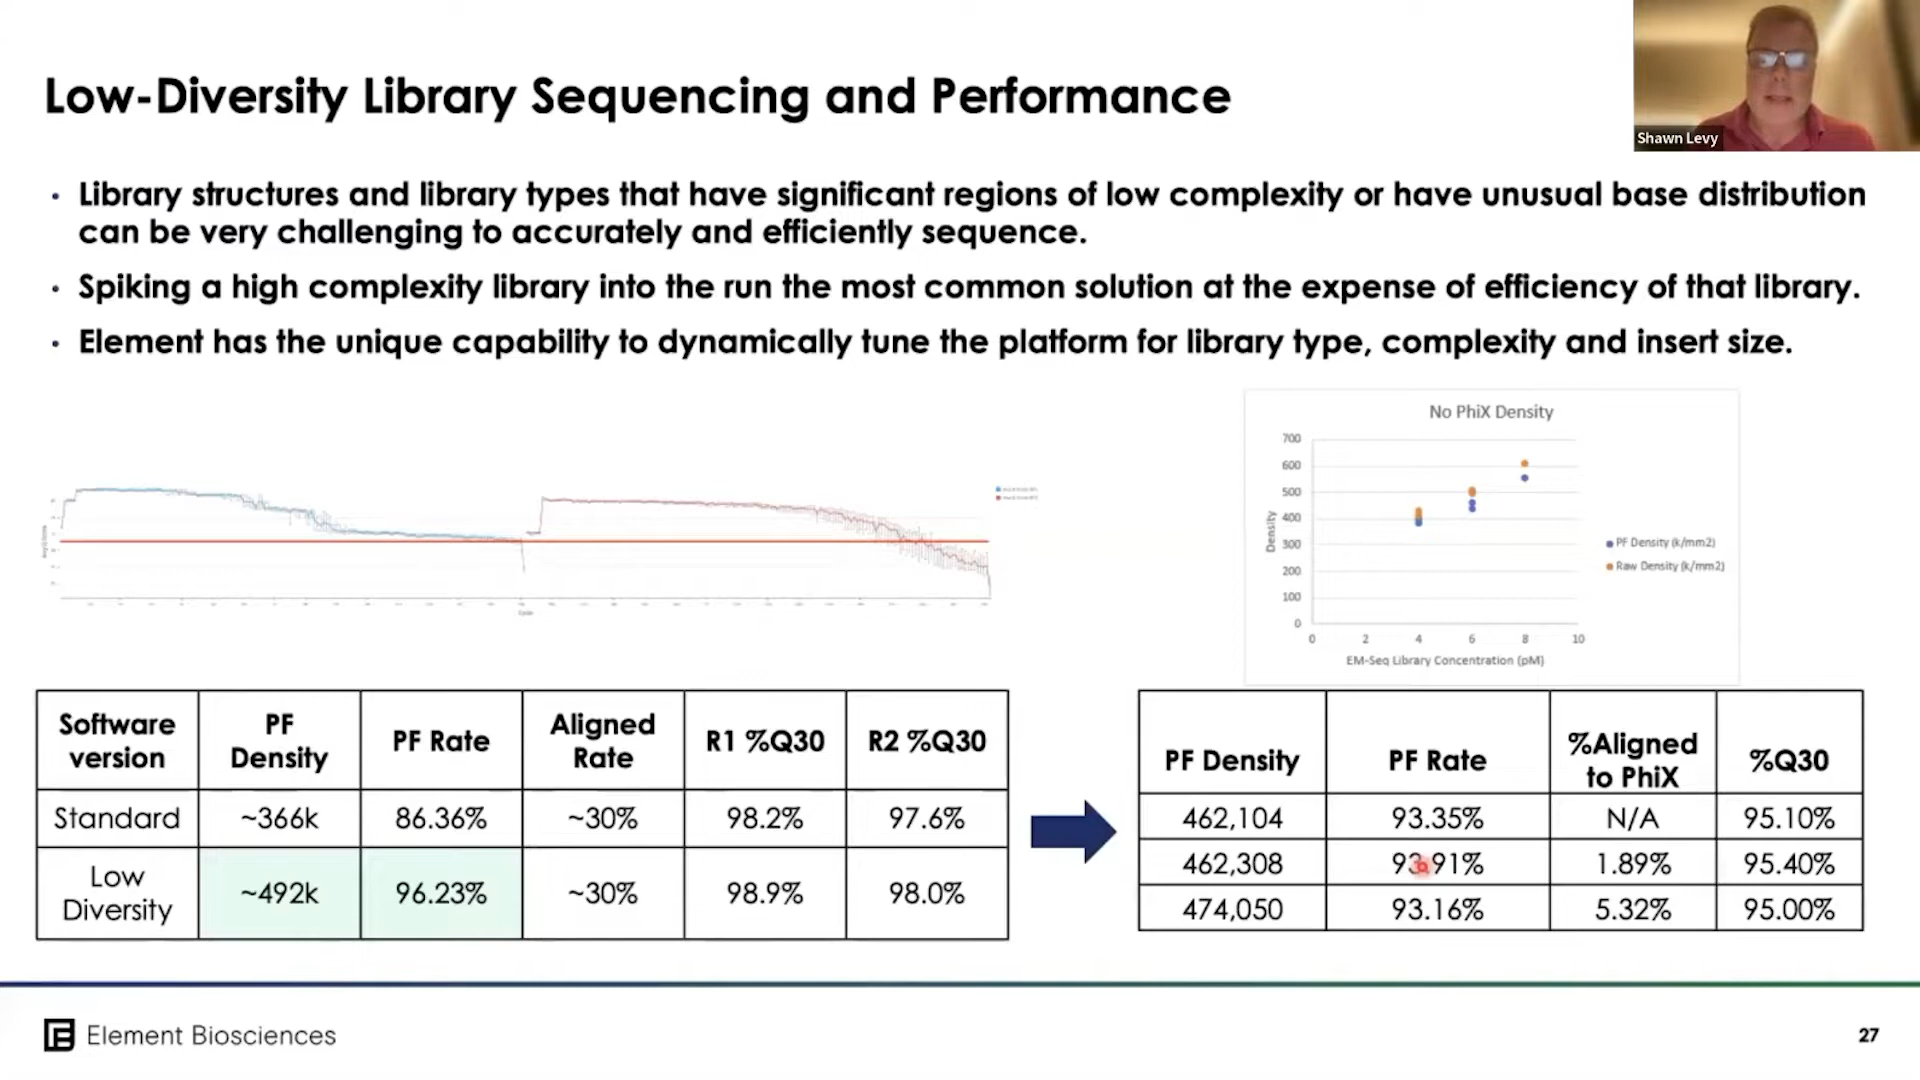 Low-Diversity Library Sequencing and Performance
Shawn Levy
• Library structures and library types that have significant regions of low complexity or have unusual base distribution
can be very challenging to accurately and efficiently sequence.
• Spiking a high complexity library into the run the most common solution at the expense of efficiency of that library.
• Element has the unique capability to dynamically tune the platform for library type, complexity and insert size.
No PhiX Density
700
600
500
400
300
200
100
0
Density
0 2 4 6 8 10
EM-Seq Library Concentration (pM)
PF Density (k/mm2)
Raw Density (k/mm2)
Software version PF Density PF Rate Aligned Rate R1 %Q30 R2 %Q30
Standard ~366k 86.36% ~30% 98.2% 97.6%
Low Diversity ~492k 96.23% ~30% 98.9% 98.0%
PF Density PF Rate %Aligned to PhiX %Q30
462,104 93.35% N/A 95.10%
462,308 93.91% 1.89% 95.40%
474,050 93.16% 5.32% 95.00%
Element Biosciences
27